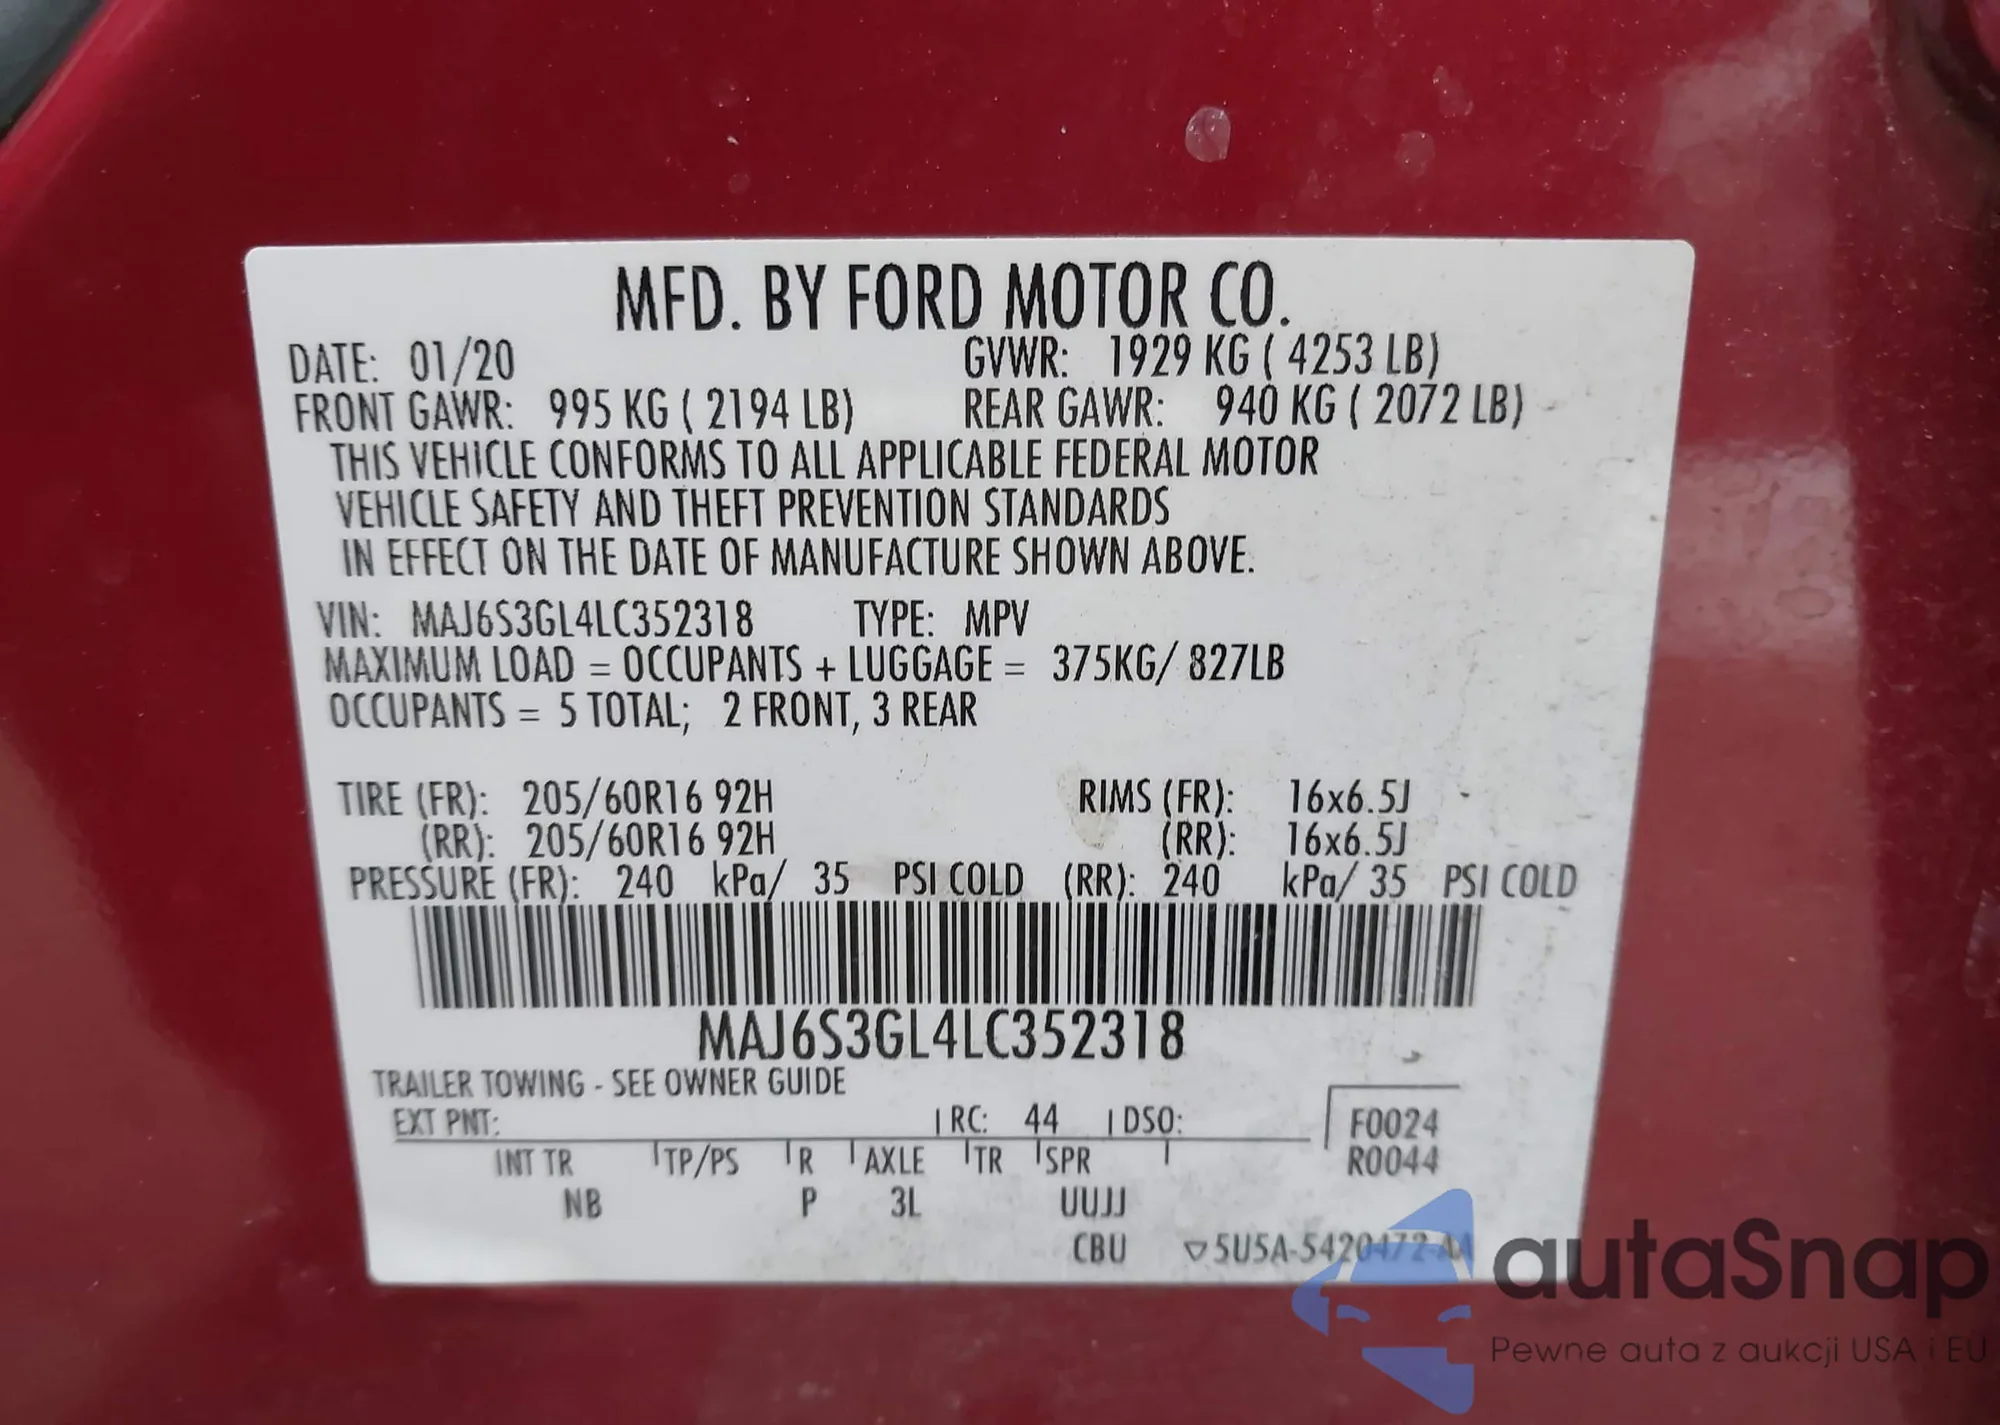 MFD. BY FORD MOTOR CO.
DATE: 01/20 GVWR: 1929 KG ( 4253 LB)
FRONT GAWR: 995 KG ( 2194 LB) REAR GAWR: 940 KG ( 2072 LB)
THIS VEHICLE CONFORMS TO ALL APPLICABLE FEDERAL MOTOR
VEHICLE SAFETY AND THEFT PREVENTION STANDARDS
IN EFFECT ON THE DATE OF MANUFACTURE SHOWN ABOVE.
VIN: MAJ6S3GL4LC352318 TYPE: MPV
MAXIMUM LOAD = OCCUPANTS + LUGGAGE = 375KG/ 827LB
OCCUPANTS = 5 TOTAL; 2 FRONT, 3 REAR
TIRE (FR): 205/60R16 92H RIMS (FR): 16x6.5J
(RR): 205/60R16 92H (RR): 16x6.5J
PRESSURE (FR): 240 kPa/ 35 PSI COLD (RR): 240 kPa/ 35 PSI COLD
MAJ6S3GL4LC352318
TRAILER TOWING - SEE OWNER GUIDE
EXT PNT: RC: 44 DSO: F0024
INT TR TP/PS R AXLE TR SPR R0044
NB P 3L UUJJ
CBU 5U5A-5420472-AA
autaSnap
Pewne auta z aukcji USA i EU